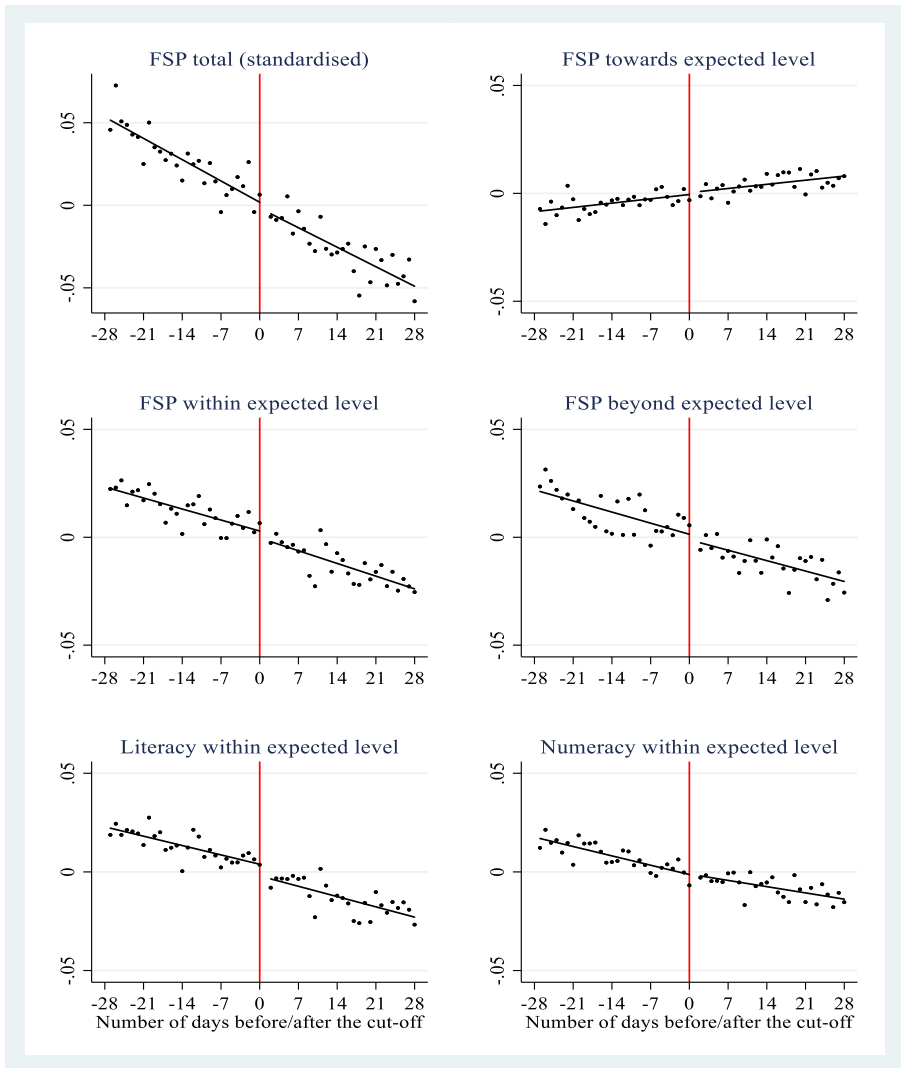 FSP total (standardised)
.05
0
-.05
-28 -21 -14 -7 0 7 14 21 28
FSP towards expected level
.05
0
-.05
-28 -21 -14 -7 0 7 14 21 28
FSP within expected level
.05
0
-.05
-28 -21 -14 -7 0 7 14 21 28
FSP beyond expected level
.05
0
-.05
-28 -21 -14 -7 0 7 14 21 28
Literacy within expected level
.05
0
-.05
-28 -21 -14 -7 0 7 14 21 28
Number of days before/after the cut-off
Numeracy within expected level
.05
0
-.05
-28 -21 -14 -7 0 7 14 21 28
Number of days before/after the cut-off